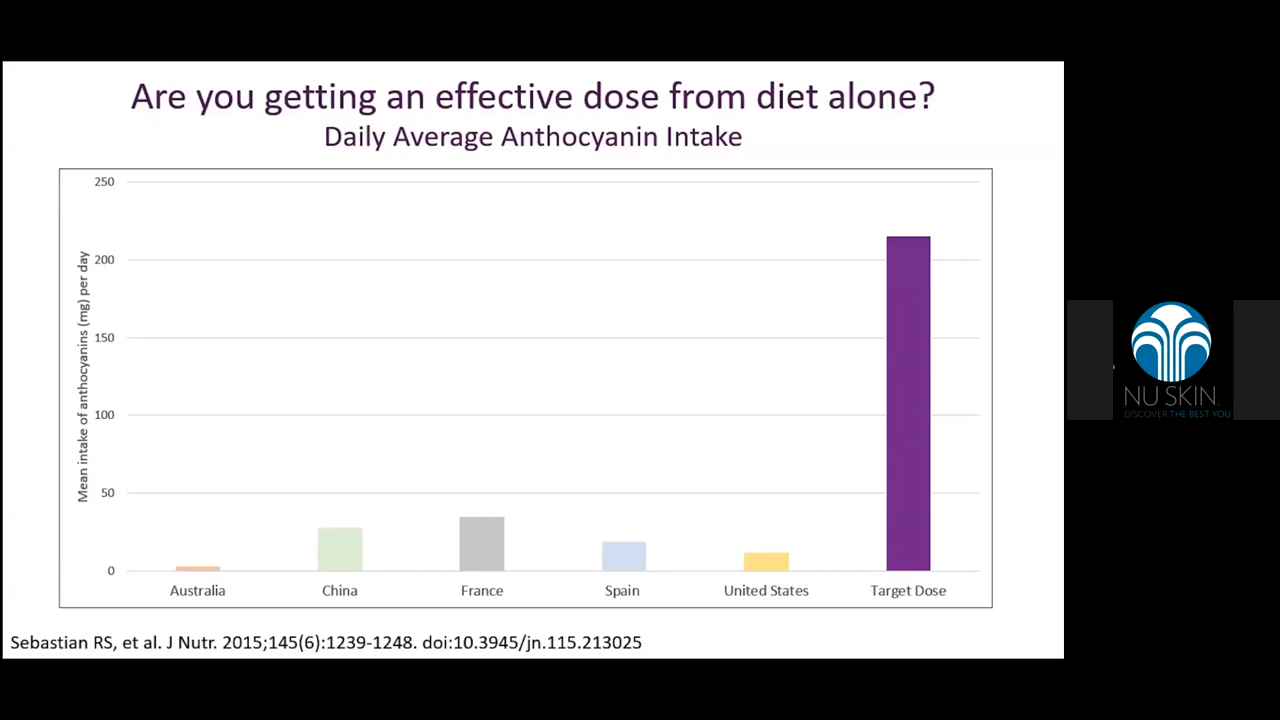 Are you getting an effective dose from diet alone?
Daily Average Anthocyanin Intake
Mean intake of anthocyanins (mg) per day
250
200
150
100
50
0
Australia
China
France
Spain
United States
Target Dose
Sebastian RS, et al. J Nutr. 2015;145(6):1239-1248. doi:10.3945/jn.115.213025
NU SKIN
DISCOVER THE BEST YOU